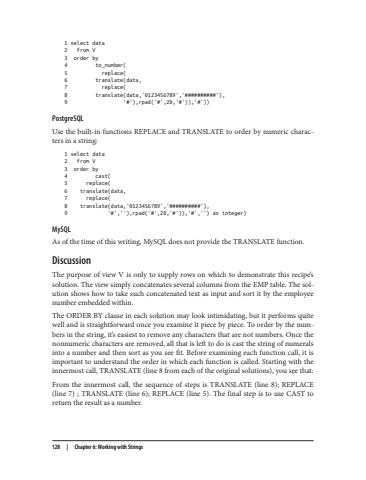 1 select data
2 from V
3 order by
4 to_number(
5 replace(
6 translate(data,
7 replace(
8 translate(data,'0123456789','##########'),
9 '#'),rpad('#',20,'#')),'#'))
PostgreSQL
Use the built-in functions REPLACE and TRANSLATE to order by numeric charac-
ters in a string:
1 select data
2 from V
3 order by
4 cast(
5 replace(
6 translate(data,
7 replace(
8 translate(data,'0123456789','##########'),
9 '#',''),rpad('#',20,'#')),'#','') as integer)
MySQL
As of the time of this writing, MySQL does not provide the TRANSLATE function.
Discussion
The purpose of view V is only to supply rows on which to demonstrate this recipe's
solution. The view simply concatenates several columns from the EMP table. The sol-
ution shows how to take such concatenated text as input and sort it by the employee
number embedded within.
The ORDER BY clause in each solution may look intimidating, but it performs quite
well and is straightforward once you examine it piece by piece. To order by the num-
bers in the string, it's easiest to remove any characters that are not numbers. Once the
nonnumeric characters are removed, all that is left to do is cast the string of numerals
into a number and then sort as you see fit. Before examining each function call, it is
important to understand the order in which each function is called. Starting with the
innermost call, TRANSLATE (line 8 from each of the original solutions), you see that:
From the innermost call, the sequence of steps is TRANSLATE (line 8); REPLACE
(line 7) ; TRANSLATE (line 6); REPLACE (line 5). The final step is to use CAST to
return the result as a number.
128 | Chapter 6: Working with Strings